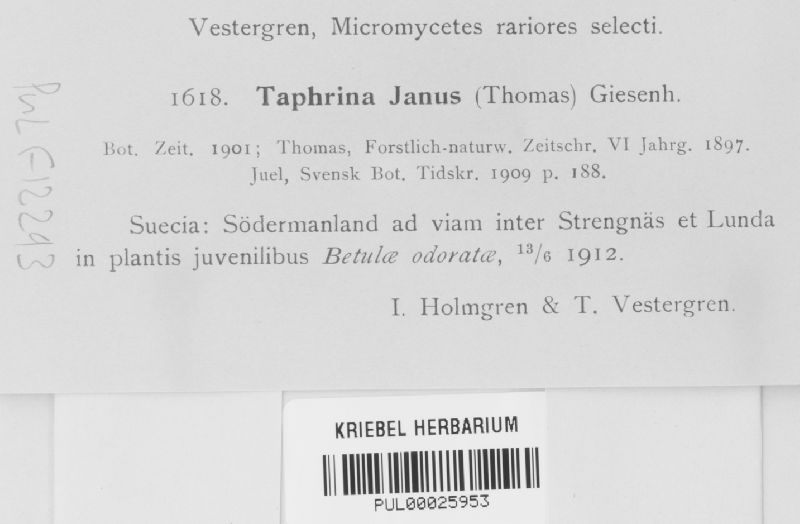 Vestergren, Micromycetes rariores selecti.
1618. Taphrina Janus (Thomas) Giesenh.
Bot. Zeit. 1901; Thomas, Forstlich-naturw. Zeitschr. VI Jahrg. 1897.
Juel, Svensk Bot. Tidskr. 1909 p. 188.
Suecia: Södermanland ad viam inter Strengnäs et Lunda
in plantis juvenilibus Betulæ odoratæ, 13/6 1912.
I. Holmgren & T. Vestergren.
PUL F12293
KRIEBEL HERBARIUM
PUL00025953